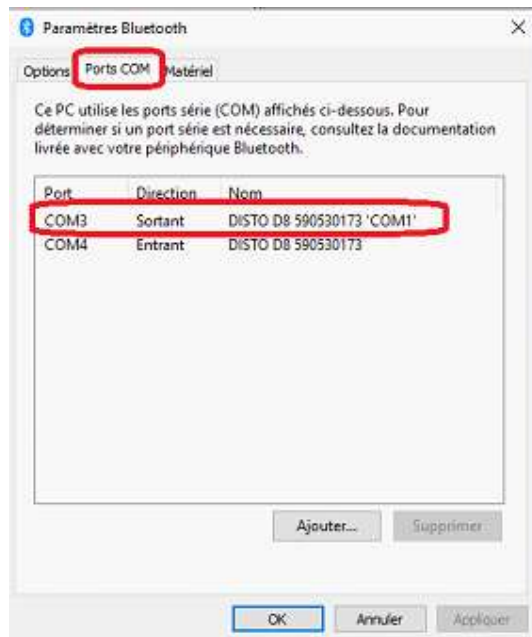 Paramètres Bluetooth
Options Ports COM Matériel
Ce PC utilise les ports série (COM) affichés ci-dessous. Pour
déterminer si un port série est nécessaire, consultez la documentation
livrée avec votre périphérique Bluetooth.
Port Direction Nom
COM3 Sortant DISTO D8 590530173 'COM1'
COM4 Entrant DISTO D8 590530173
Ajouter... Supprimer
OK Annuler Appliquer